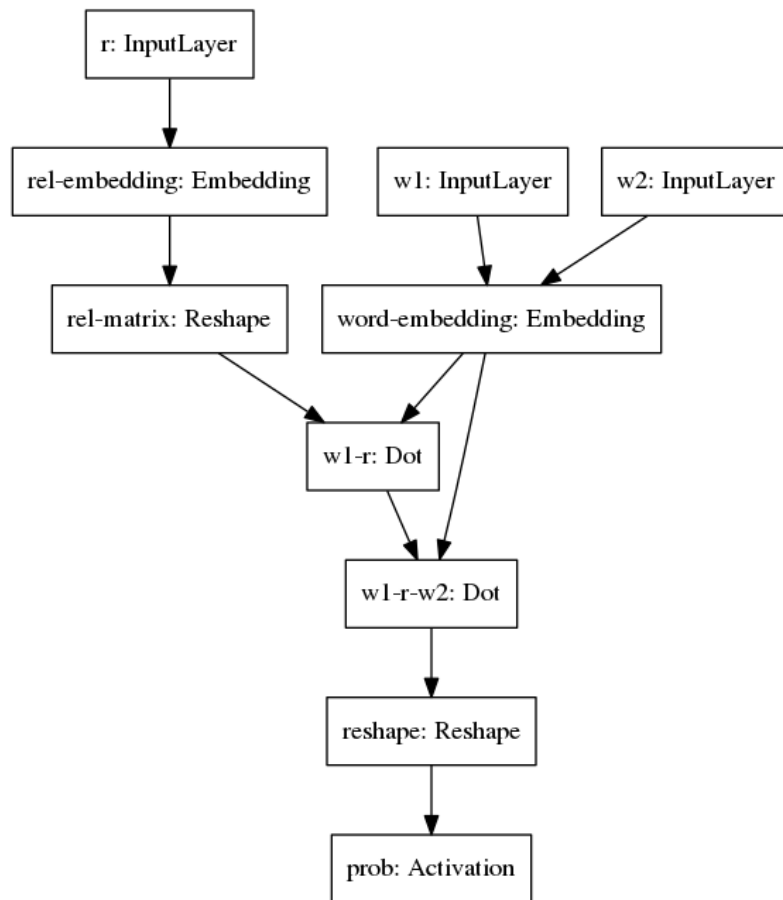 r: InputLayer
rel-embedding: Embedding
w1: InputLayer
w2: InputLayer
rel-matrix: Reshape
word-embedding: Embedding
w1-r: Dot
w1-r-w2: Dot
reshape: Reshape
prob: Activation